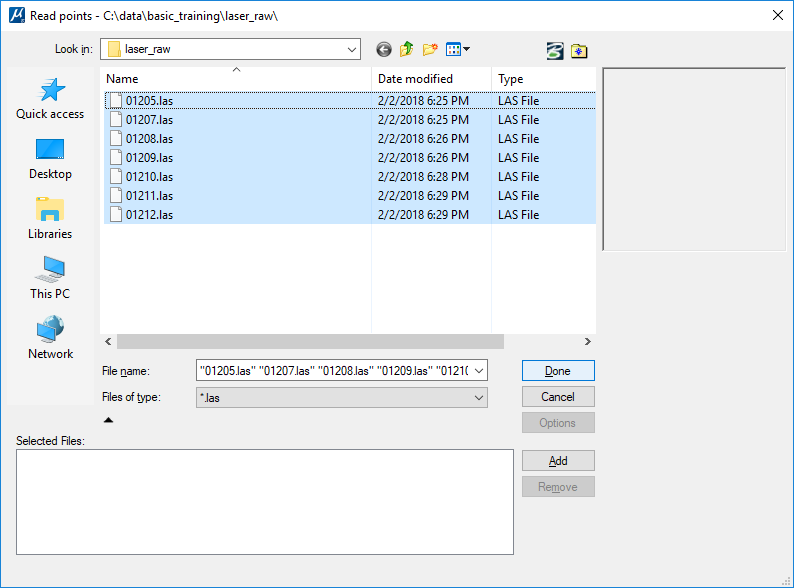 Read points - C:\data\basic_training\laser_raw\
Look in: laser_raw
Name Date modified Type
01205.las 2/2/2018 6:25 PM LAS File
01207.las 2/2/2018 6:25 PM LAS File
01208.las 2/2/2018 6:26 PM LAS File
01209.las 2/2/2018 6:26 PM LAS File
01210.las 2/2/2018 6:28 PM LAS File
01211.las 2/2/2018 6:29 PM LAS File
01212.las 2/2/2018 6:29 PM LAS File
Quick access
Desktop
Libraries
This PC
Network
File name: "01205.las" "01207.las" "01208.las" "01209.las" "01210
Done
Files of type: *.las
Cancel
Options
Selected Files:
Add
Remove